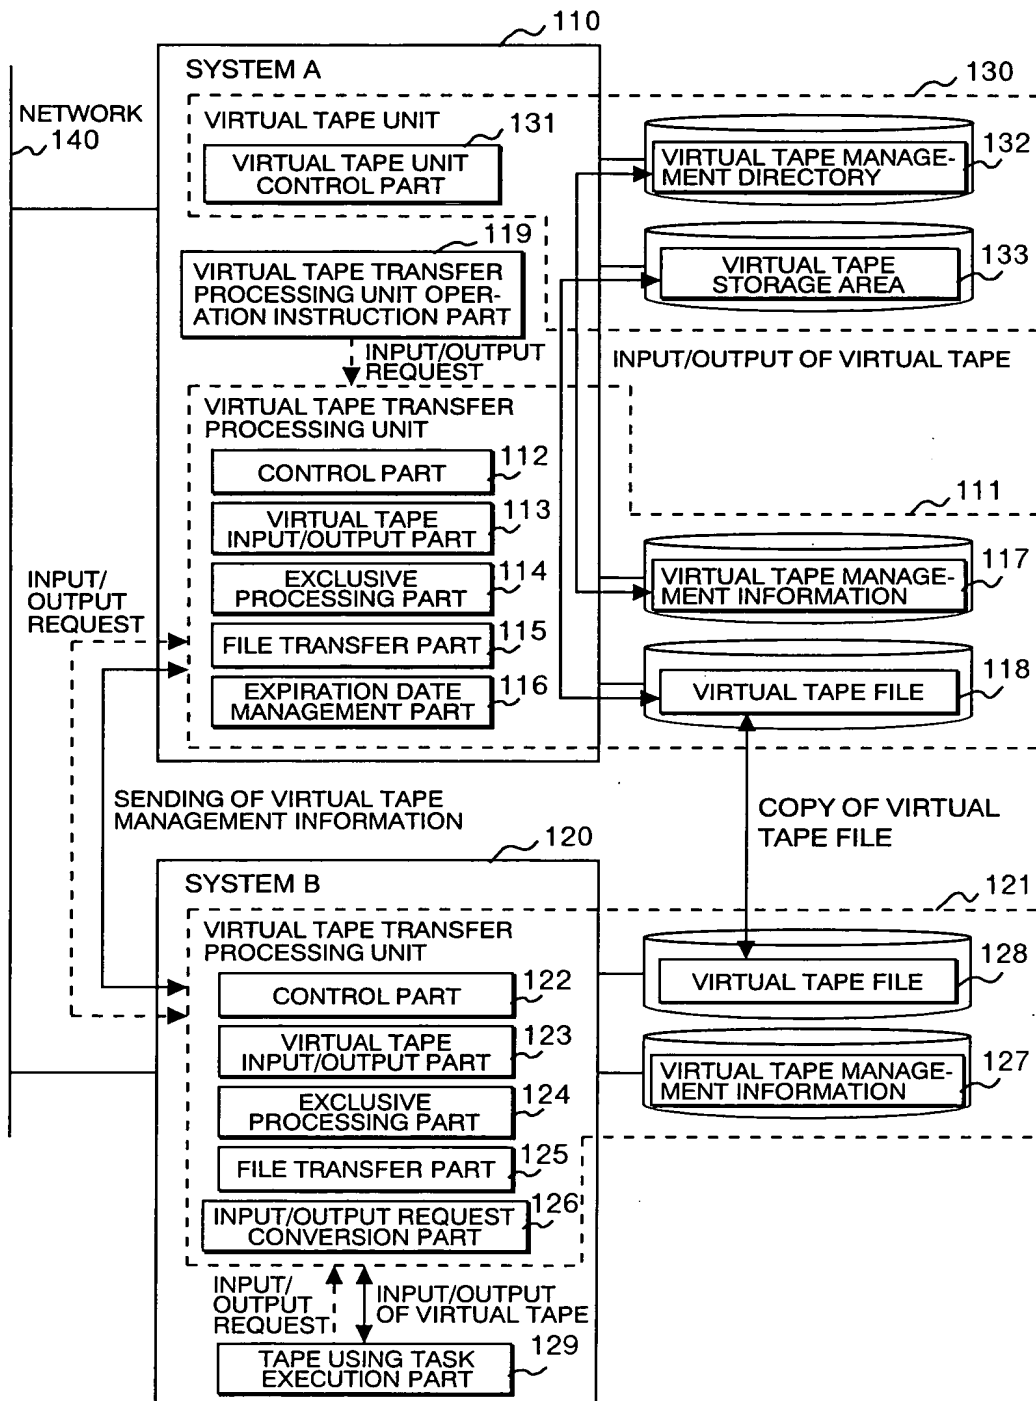 110
SYSTEM A
130
NETWORK
140
VIRTUAL TAPE UNIT
131
VIRTUAL TAPE UNIT
CONTROL PART
VIRTUAL TAPE MANAGE-
MENT DIRECTORY
132
119
VIRTUAL TAPE TRANSFER
PROCESSING UNIT OPER-
ATION INSTRUCTION PART
VIRTUAL TAPE
STORAGE AREA
133
INPUT/OUTPUT
REQUEST
INPUT/OUTPUT OF VIRTUAL TAPE
VIRTUAL TAPE TRANSFER
PROCESSING UNIT
CONTROL PART
112
VIRTUAL TAPE
INPUT/OUTPUT PART
113
111
EXCLUSIVE
PROCESSING PART
114
VIRTUAL TAPE MANAGE-
MENT INFORMATION
117
INPUT/
OUTPUT
REQUEST
FILE TRANSFER PART
115
EXPIRATION DATE
MANAGEMENT PART
116
VIRTUAL TAPE FILE
118
SENDING OF VIRTUAL TAPE
MANAGEMENT INFORMATION
COPY OF VIRTUAL
TAPE FILE
120
SYSTEM B
121
VIRTUAL TAPE TRANSFER
PROCESSING UNIT
CONTROL PART
122
VIRTUAL TAPE FILE
128
VIRTUAL TAPE
INPUT/OUTPUT PART
123
VIRTUAL TAPE MANAGE-
MENT INFORMATION
127
EXCLUSIVE
PROCESSING PART
124
FILE TRANSFER PART
125
INPUT/OUTPUT REQUEST
CONVERSION PART
126
INPUT/
OUTPUT
REQUEST
INPUT/OUTPUT
OF VIRTUAL TAPE
TAPE USING TASK
EXECUTION PART
129